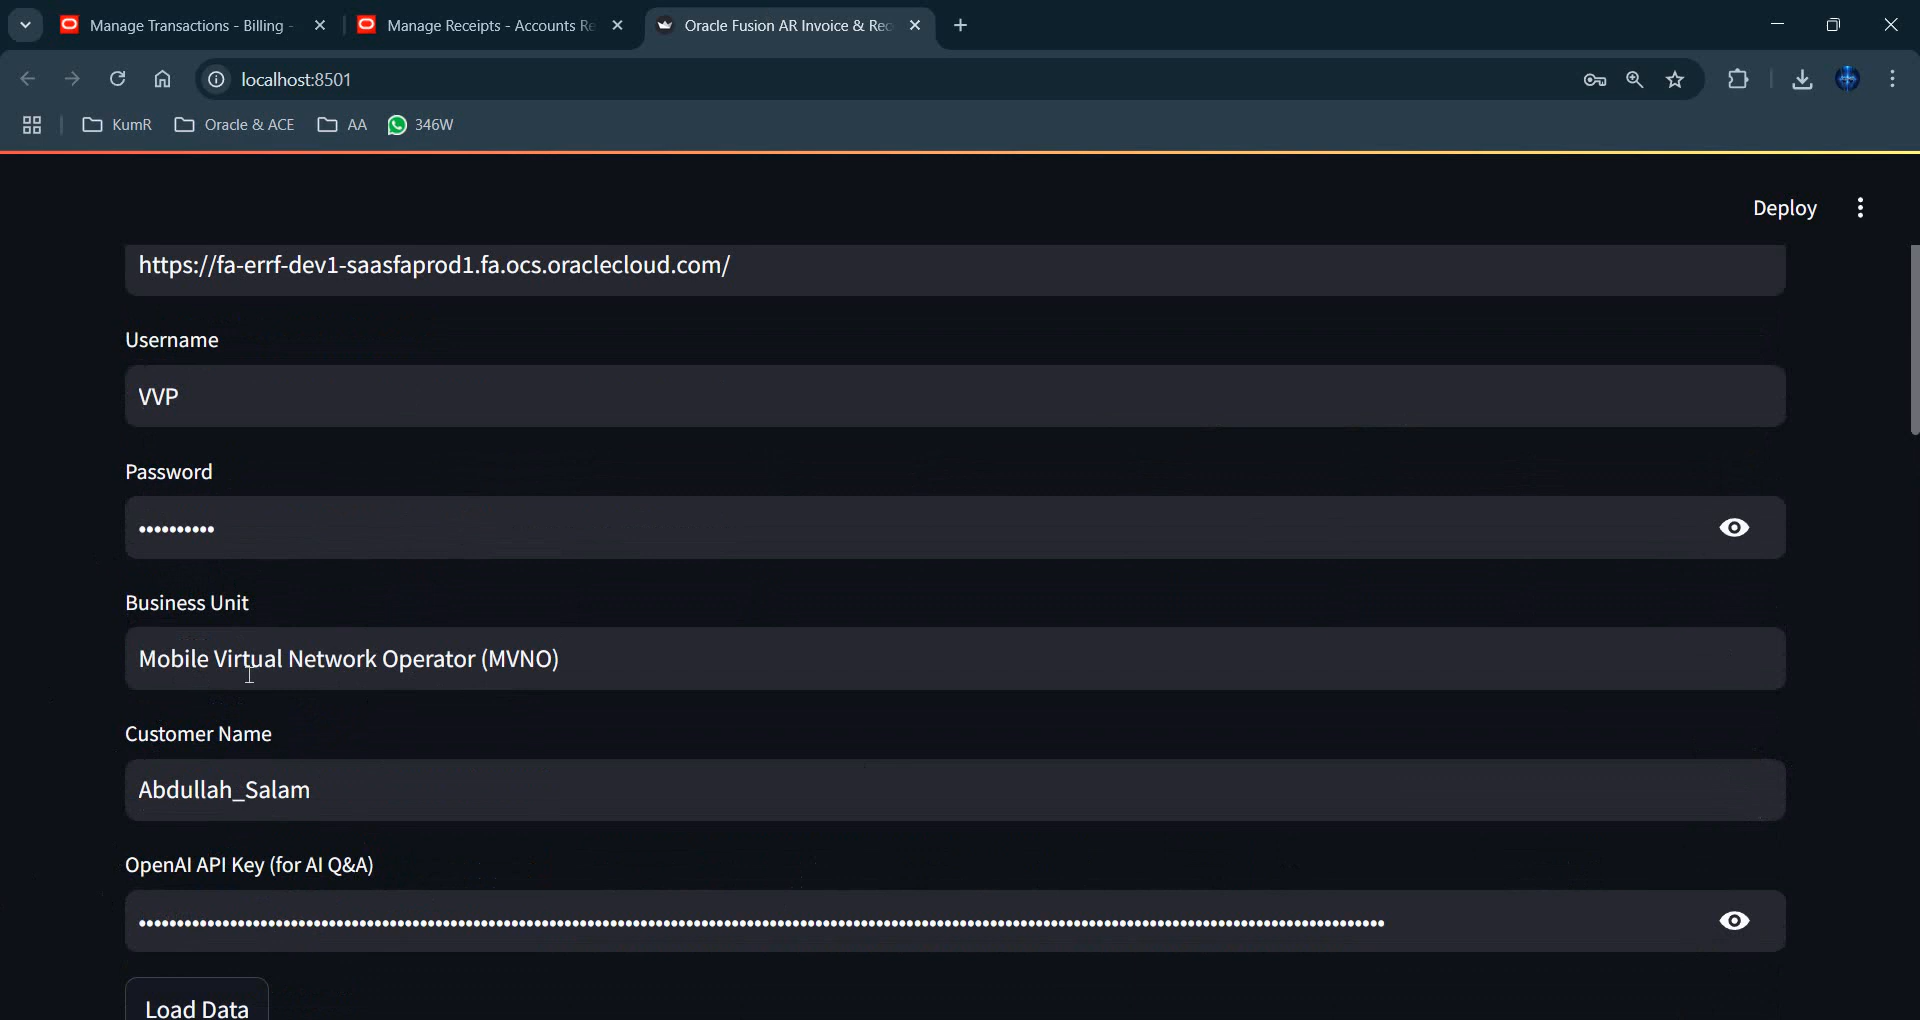 Manage Transactions - Billing -
Manage Receipts - Accounts Re
Oracle Fusion AR Invoice & Rec
localhost:8501
KumR
Oracle & ACE
AA
346W
Deploy
https://fa-errf-dev1-saasfaprod1.fa.ocs.oraclecloud.com/
Username
VVP
Password
••••••••••
Business Unit
Mobile Virtual Network Operator (MVNO)
Customer Name
Abdullah_Salam
OpenAI API Key (for AI Q&A)
Load Data